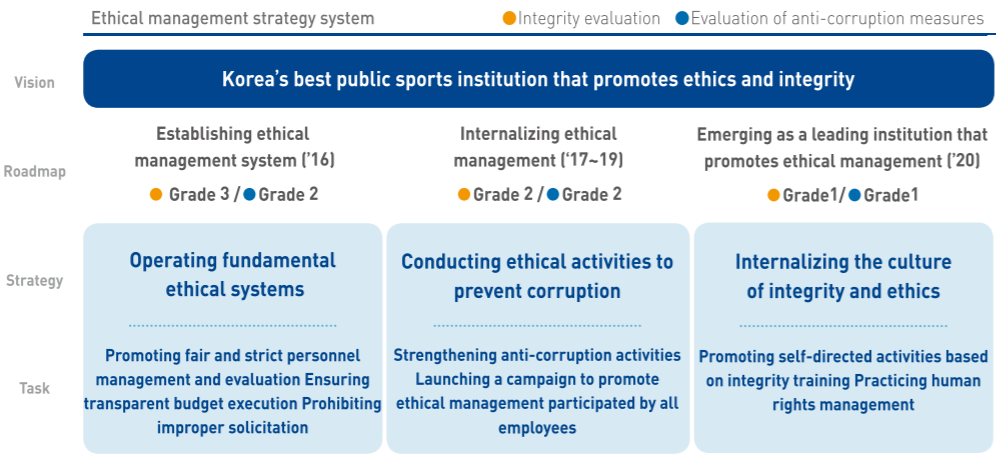 Ethical management strategy system
Integrity evaluation
Evaluation of anti-corruption measures
Vision
Korea's best public sports institution that promotes ethics and integrity
Roadmap
Establishing ethical
management system ('16)
Grade 3 / Grade 2
Internalizing ethical
management (‘17~19)
Grade 2 / Grade 2
Emerging as a leading institution that
promotes ethical management (’20)
Grade1/ Grade1
Strategy
Operating fundamental
ethical systems
Conducting ethical activities to
prevent corruption
Internalizing the culture
of integrity and ethics
Task
Promoting fair and strict personnel
management and evaluation Ensuring
transparent budget execution Prohibiting
improper solicitation
Strengthening anti-corruption activities
Launching a campaign to promote
ethical management participated by all
employees
Promoting self-directed activities based
on integrity training Practicing human
rights management